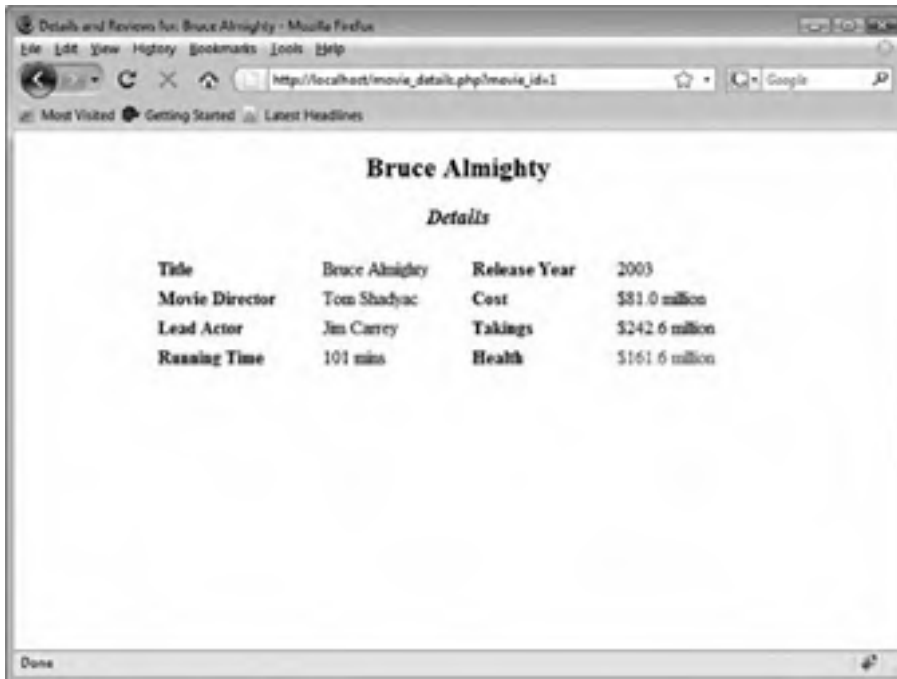 Details and Reviews for: Bruce Almighty - Mozilla Firefox
File Edit View History Bookmarks Tools Help
http://localhost/movie_details.php?movie_id=1
Google
Most Visited Getting Started Latest Headlines
Bruce Almighty
Details
Title Bruce Almighty Release Year 2003
Movie Director Tom Shadyac Cost $81.0 million
Lead Actor Jim Carrey Takings $242.6 million
Running Time 101 mins Health $161.6 million
Done